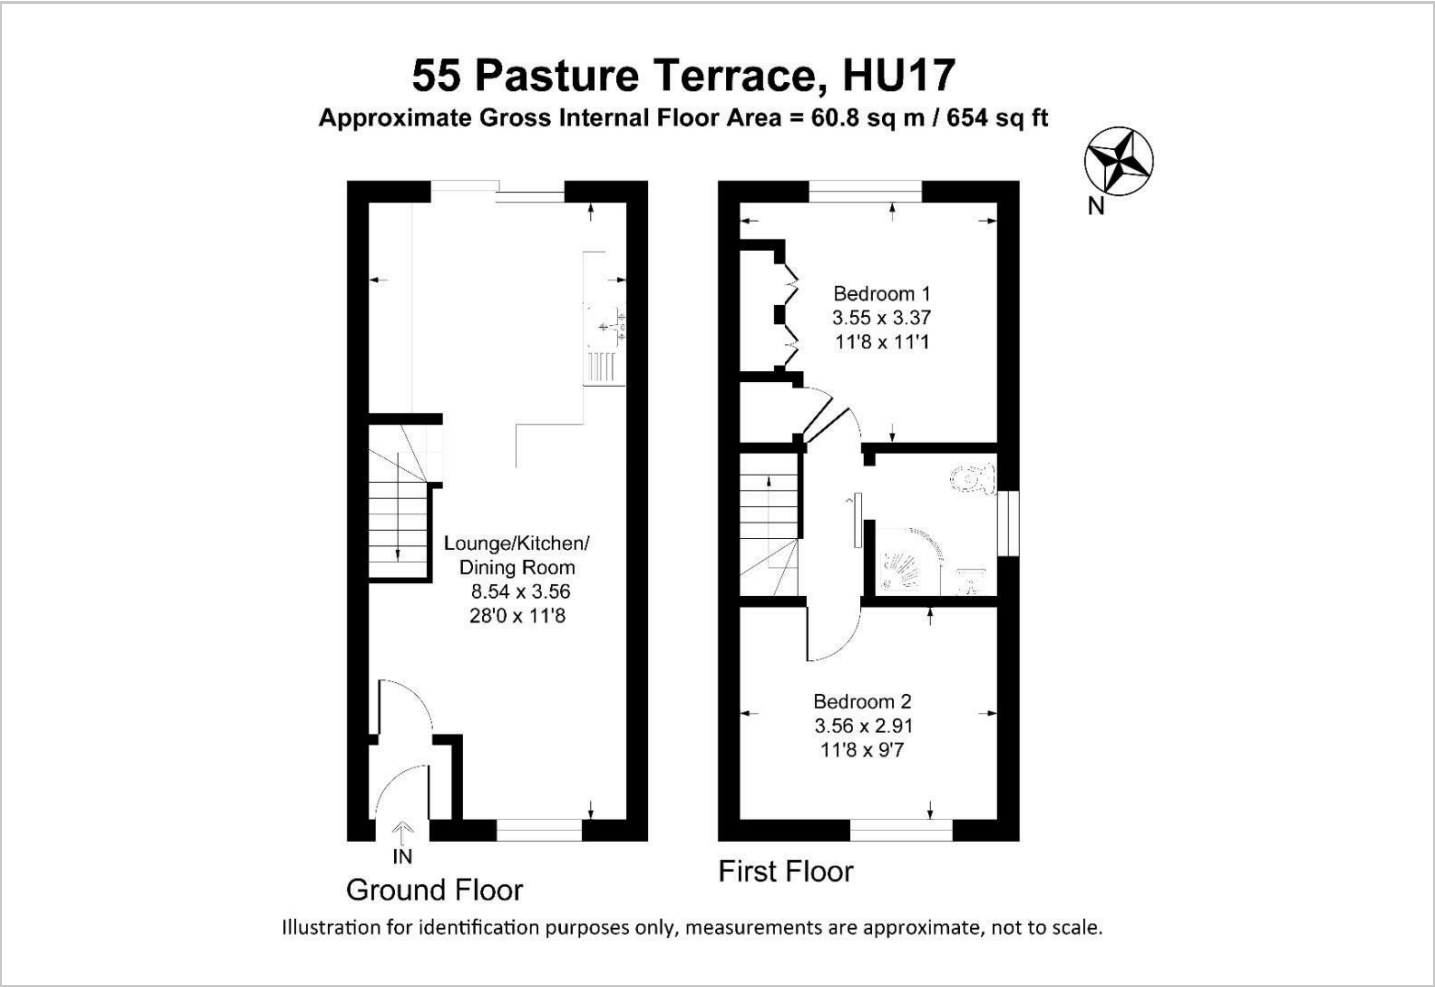 55 Pasture Terrace, HU17
Approximate Gross Internal Floor Area = 60.8 sq m / 654 sq ft
N
Lounge/Kitchen/
Dining Room
8.54 x 3.56
28'0 x 11'8
IN
Ground Floor
Bedroom 1
3.55 x 3.37
11'8 x 11'1
Bedroom 2
3.56 x 2.91
11'8 x 9'7
First Floor
Illustration for identification purposes only, measurements are approximate, not to scale.